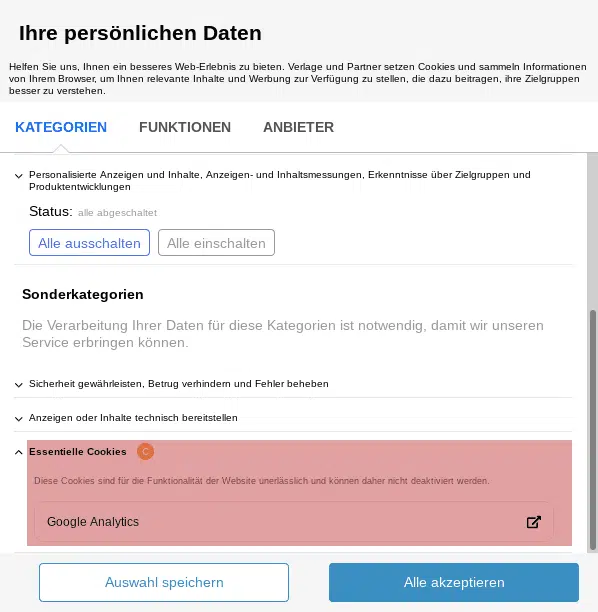 Ihre persönlichen Daten
Helfen Sie uns, Ihnen ein besseres Web-Erlebnis zu bieten. Verlage und Partner setzen Cookies und sammeln Informationen
von Ihrem Browser, um Ihnen relevante Inhalte und Werbung zur Verfügung zu stellen, die dazu beitragen, ihre Zielgruppen
besser zu verstehen.
KATEGORIEN FUNKTIONEN ANBIETER
Personalisierte Anzeigen und Inhalte, Anzeigen- und Inhaltsmessungen, Erkenntnisse über Zielgruppen und
Produktentwicklungen
Status: alle abgeschaltet
Alle ausschalten Alle einschalten
Sonderkategorien
Die Verarbeitung Ihrer Daten für diese Kategorien ist notwendig, damit wir unseren
Service erbringen können.
Sicherheit gewährleisten, Betrug verhindern und Fehler beheben
Anzeigen oder Inhalte technisch bereitstellen
Essentielle Cookies C
Diese Cookies sind für die Funktionalität der Website unerlässlich und können daher nicht deaktiviert werden.
Google Analytics
Auswahl speichern Alle akzeptieren